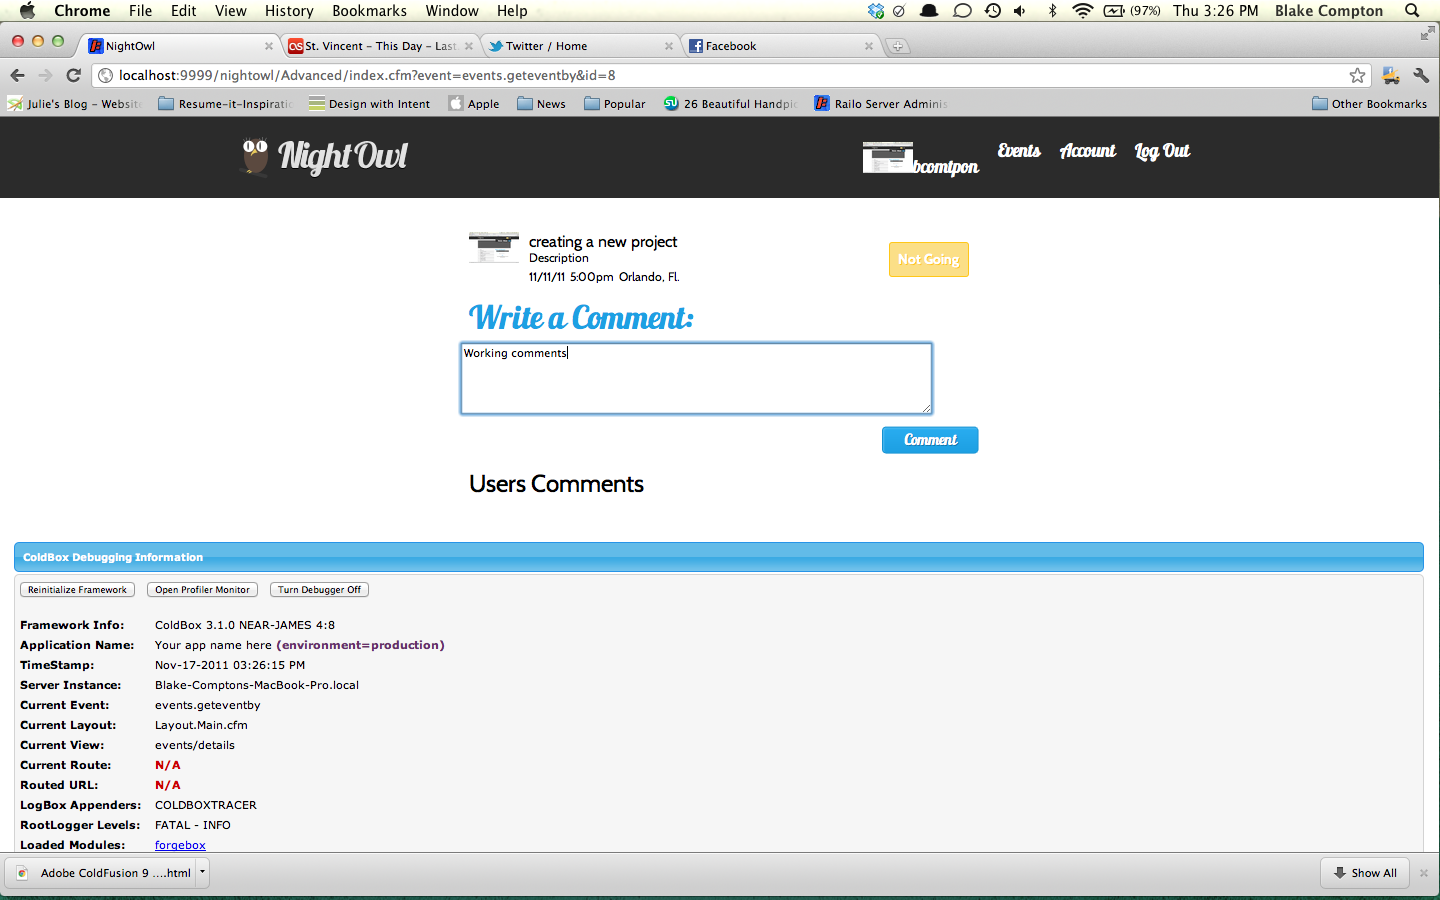 Chrome File Edit View History Bookmarks Window Help (97%) Thu 3:26 PM Blake Compton
NightOwl St. Vincent – This Day – Last. Twitter / Home Facebook
localhost:9999/nightowl/Advanced/index.cfm?event=events.geteventby&id=8
Julie's Blog – Website Resume-it-Inspiratio Design with Intent Apple News Popular 26 Beautiful Handpic Railo Server Adminis Other Bookmarks
Night Owl bcomtpon Events Account Log Out
creating a new project
Description
11/11/11 5:00pm Orlando, Fl.
Not Going
Write a Comment:
Working comments
Comment
Users Comments
ColdBox Debugging Information
Reinitialize Framework Open Profiler Monitor Turn Debugger Off
Framework Info: ColdBox 3.1.0 NEAR-JAMES 4:8
Application Name: Your app name here (environment=production)
TimeStamp: Nov-17-2011 03:26:15 PM
Server Instance: Blake-Comptons-MacBook-Pro.local
Current Event: events.geteventby
Current Layout: Layout.Main.cfm
Current View: events/details
Current Route: N/A
Routed URL: N/A
LogBox Appenders: COLDBOXTRACER
RootLogger Levels: FATAL - INFO
Loaded Modules: forgebox
Adobe ColdFusion 9 ....html Show All